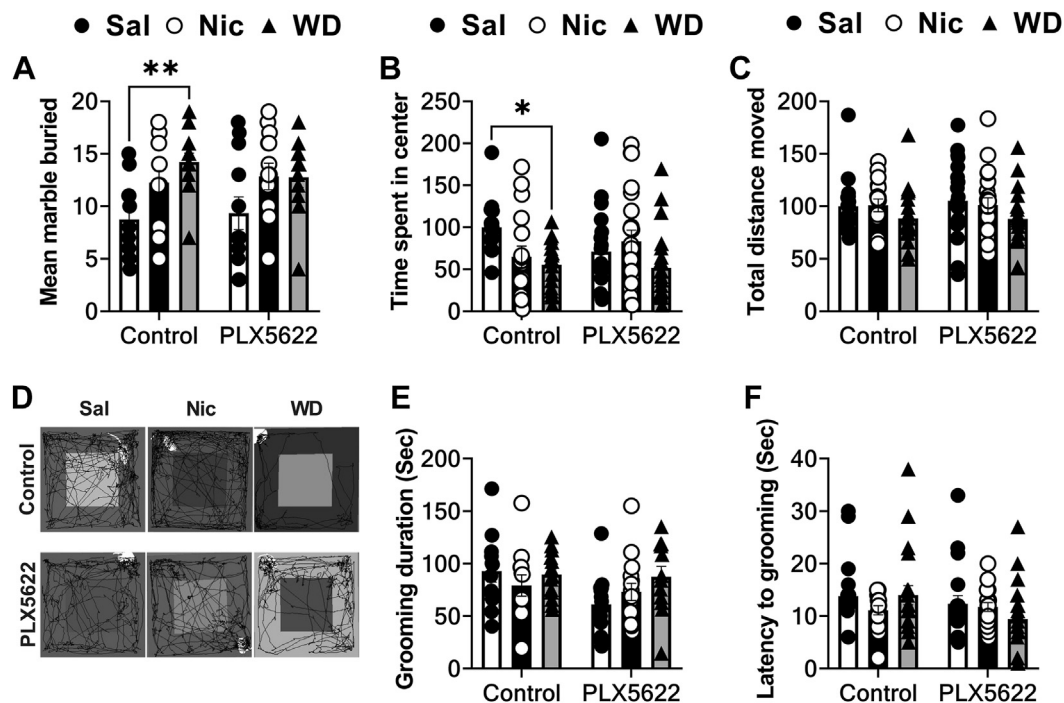 ● Sal ○ Nic ▲ WD
● Sal ○ Nic ▲ WD
● Sal ○ Nic ▲ WD
A
**
Mean marble buried
20
15
10
5
0
Control PLX5622
B
*
Time spent in center
250
200
150
100
50
0
Control PLX5622
C
Total distance moved
200
150
100
50
0
Control PLX5622
D
Sal Nic WD
Control
PLX5622
E
Grooming duration (Sec)
200
150
100
50
0
Control PLX5622
F
Latency to grooming (Sec)
40
30
20
10
0
Control PLX5622